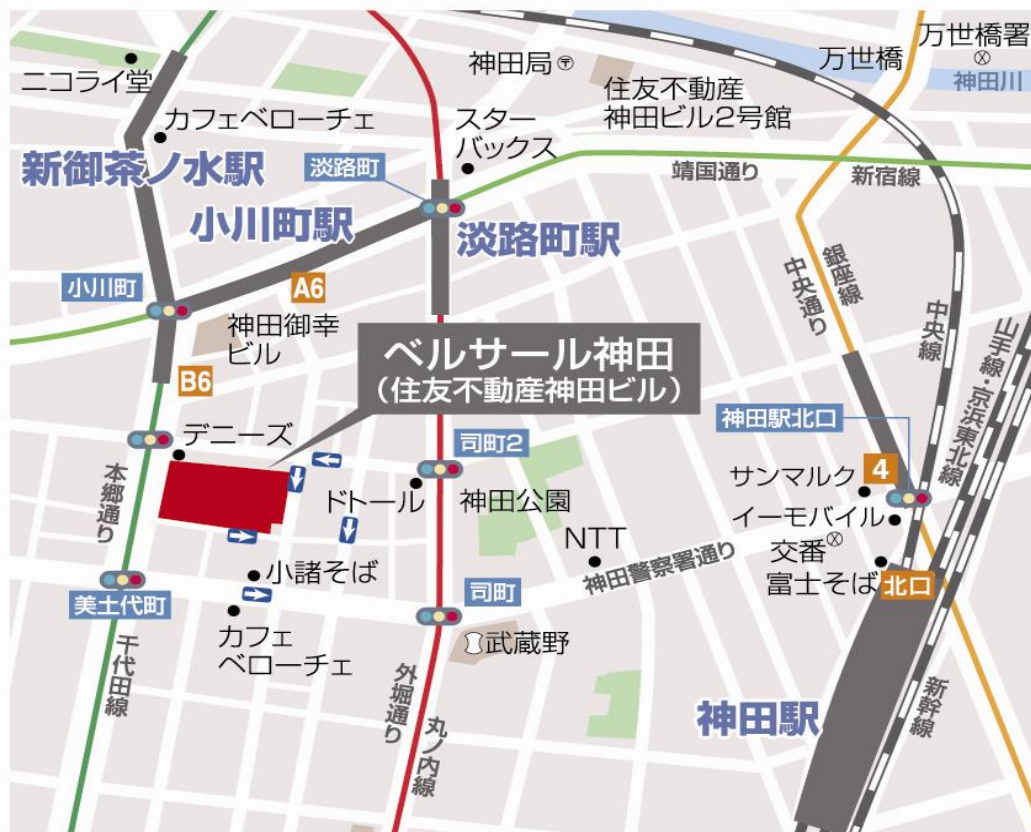 ニコライ堂
カフェベローチェ
新御茶ノ水駅
神田局
住友不動産
神田ビル2号館
万世橋
万世橋署
神田川
スター
バックス
靖国通り
新宿線
淡路町
小川町駅
淡路町駅
小川町
A6
神田御幸
ビル
B6
ベルサール神田
(住友不動産神田ビル)
銀座線
中央通り
中央線
山手線・京浜東北線
神田駅北口
デニーズ
司町2
ドトール
神田公園
サンマルク
4
イーモバイル
交番
富士そば
北口
NTT
神田警察署通り
本郷通り
小諸そば
美土代町
カフェ
ベローチェ
司町
武蔵野
千代田線
外堀通り
丸ノ内線
神田駅
新幹線